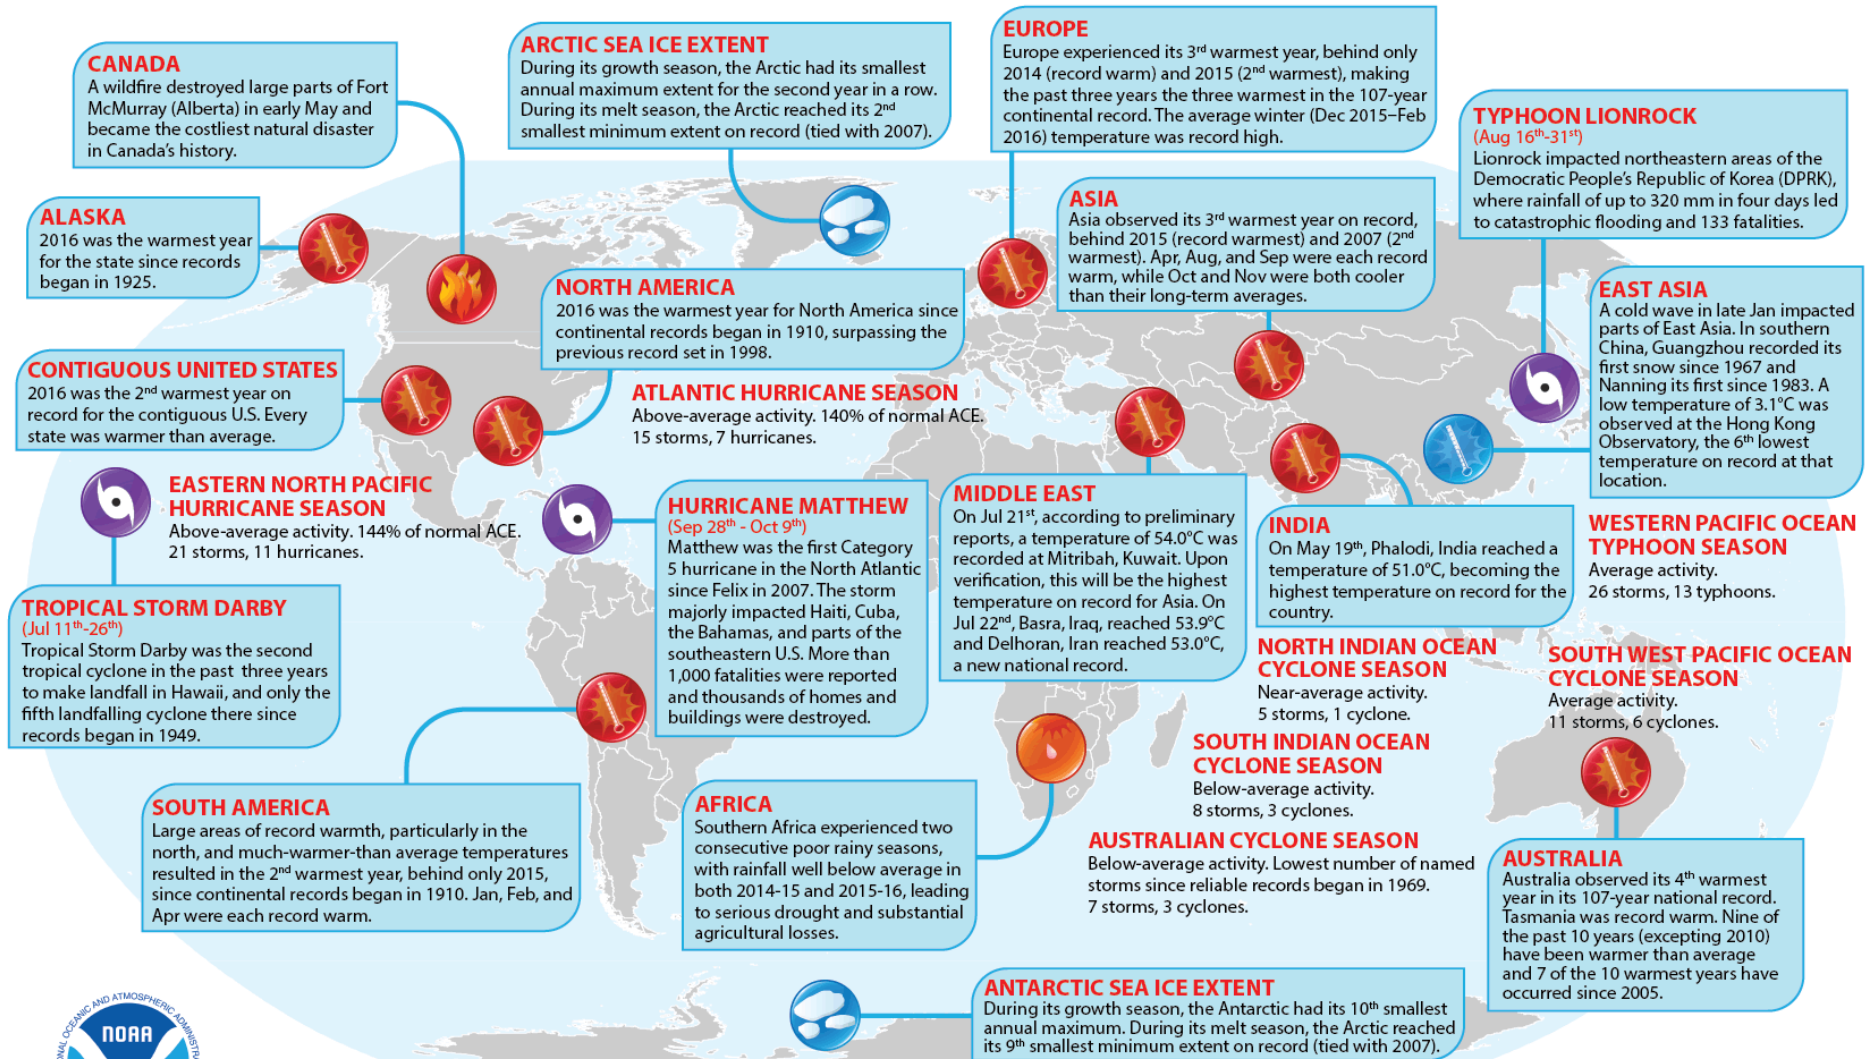 CANADA
A wildfire destroyed large parts of Fort
McMurray (Alberta) in early May and
became the costliest natural disaster
in Canada's history.
ARCTIC SEA ICE EXTENT
During its growth season, the Arctic had its smallest
annual maximum extent for the second year in a row.
During its melt season, the Arctic reached its 2nd
smallest minimum extent on record (tied with 2007).
EUROPE
Europe experienced its 3rd warmest year, behind only
2014 (record warm) and 2015 (2nd warmest), making
the past three years the three warmest in the 107-year
continental record. The average winter (Dec 2015–Feb
2016) temperature was record high.
TYPHOON LIONROCK
(Aug 16th-31st)
Lionrock impacted northeastern areas of the
Democratic People's Republic of Korea (DPRK),
where rainfall of up to 320 mm in four days led
to catastrophic flooding and 133 fatalities.
ALASKA
2016 was the warmest year
for the state since records
began in 1925.
ASIA
Asia observed its 3rd warmest year on record,
behind 2015 (record warmest) and 2007 (2nd
warmest). Apr, Aug, and Sep were each record
warm, while Oct and Nov were both cooler
than their long-term averages.
NORTH AMERICA
2016 was the warmest year for North America since
continental records began in 1910, surpassing the
previous record set in 1998.
EAST ASIA
A cold wave in late Jan impacted
parts of East Asia. In southern
China, Guangzhou recorded its
first snow since 1967 and
Nanning its first since 1983. A
low temperature of 3.1°C was
observed at the Hong Kong
Observatory, the 6th lowest
temperature on record at that
location.
CONTIGUOUS UNITED STATES
2016 was the 2nd warmest year on
record for the contiguous U.S. Every
state was warmer than average.
ATLANTIC HURRICANE SEASON
Above-average activity. 140% of normal ACE.
15 storms, 7 hurricanes.
EASTERN NORTH PACIFIC
HURRICANE SEASON
Above-average activity. 144% of normal ACE.
21 storms, 11 hurricanes.
HURRICANE MATTHEW
(Sep 28th - Oct 9th)
Matthew was the first Category
5 hurricane in the North Atlantic
since Felix in 2007. The storm
majorly impacted Haiti, Cuba,
the Bahamas, and parts of the
southeastern U.S. More than
1,000 fatalities were reported
and thousands of homes and
buildings were destroyed.
MIDDLE EAST
On Jul 21st, according to preliminary
reports, a temperature of 54.0°C was
recorded at Mitribah, Kuwait. Upon
verification, this will be the highest
temperature on record for Asia. On
Jul 22nd, Basra, Iraq, reached 53.9°C
and Delhoran, Iran reached 53.0°C,
a new national record.
INDIA
On May 19th, Phalodi, India reached a
temperature of 51.0°C, becoming the
highest temperature on record for the
country.
WESTERN PACIFIC OCEAN
TYPHOON SEASON
Average activity.
26 storms, 13 typhoons.
TROPICAL STORM DARBY
(Jul 11th-26th)
Tropical Storm Darby was the second
tropical cyclone in the past three years
to make landfall in Hawaii, and only the
fifth landfalling cyclone there since
records began in 1949.
NORTH INDIAN OCEAN
CYCLONE SEASON
Near-average activity.
5 storms, 1 cyclone.
SOUTH WEST PACIFIC OCEAN
CYCLONE SEASON
Average activity.
11 storms, 6 cyclones.
SOUTH INDIAN OCEAN
CYCLONE SEASON
Below-average activity.
8 storms, 3 cyclones.
SOUTH AMERICA
Large areas of record warmth, particularly in the
north, and much-warmer-than average temperatures
resulted in the 2nd warmest year, behind only 2015,
since continental records began in 1910. Jan, Feb, and
Apr were each record warm.
AFRICA
Southern Africa experienced two
consecutive poor rainy seasons,
with rainfall well below average in
both 2014-15 and 2015-16, leading
to serious drought and substantial
agricultural losses.
AUSTRALIAN CYCLONE SEASON
Below-average activity. Lowest number of named
storms since reliable records began in 1969.
7 storms, 3 cyclones.
AUSTRALIA
Australia observed its 4th warmest
year in its 107-year national record.
Tasmania was record warm. Nine of
the past 10 years (excepting 2010)
have been warmer than average
and 7 of the 10 warmest years have
occurred since 2005.
ANTARCTIC SEA ICE EXTENT
During its growth season, the Antarctic had its 10th smallest
annual maximum. During its melt season, the Arctic reached
its 9th smallest minimum extent on record (tied with 2007).
OCEANIC AND ATMOSPHERIC
NOAA